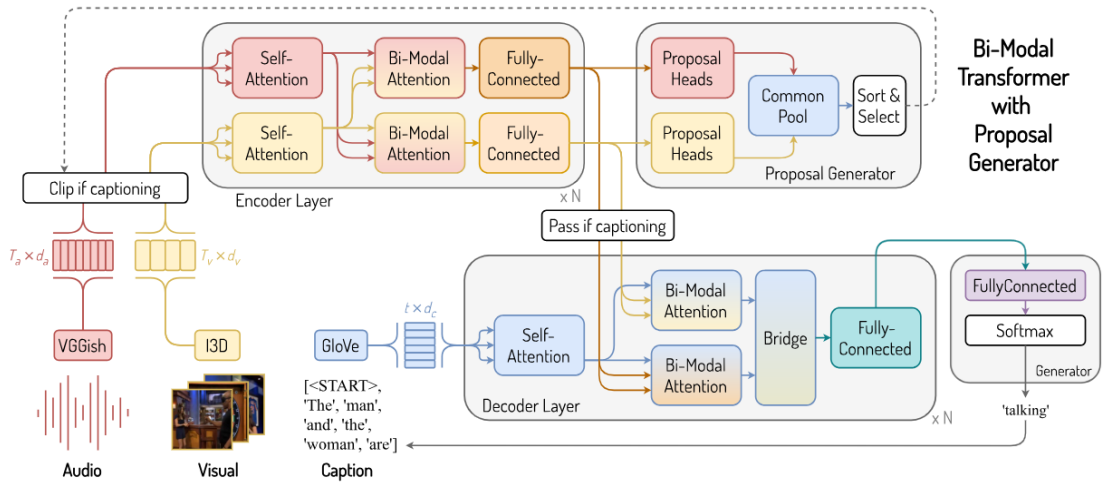 Bi-Modal
Transformer
with
Proposal
Generator
Self-
Attention
Bi-Modal
Attention
Fully-
Connected
Self-
Attention
Bi-Modal
Attention
Fully-
Connected
Encoder Layer
x N
Proposal
Heads
Proposal
Heads
Common
Pool
Sort &
Select
Proposal Generator
Clip if captioning
Pass if captioning
Ta × da
Tv × dv
VGGish
I3D
Audio
Visual
GloVe
t × dc
[<START>,
'The', 'man',
'and', 'the',
'woman', 'are']
Caption
Self-
Attention
Bi-Modal
Attention
Bi-Modal
Attention
Bridge
Fully-
Connected
Decoder Layer
x N
FullyConnected
Softmax
Generator
'talking'